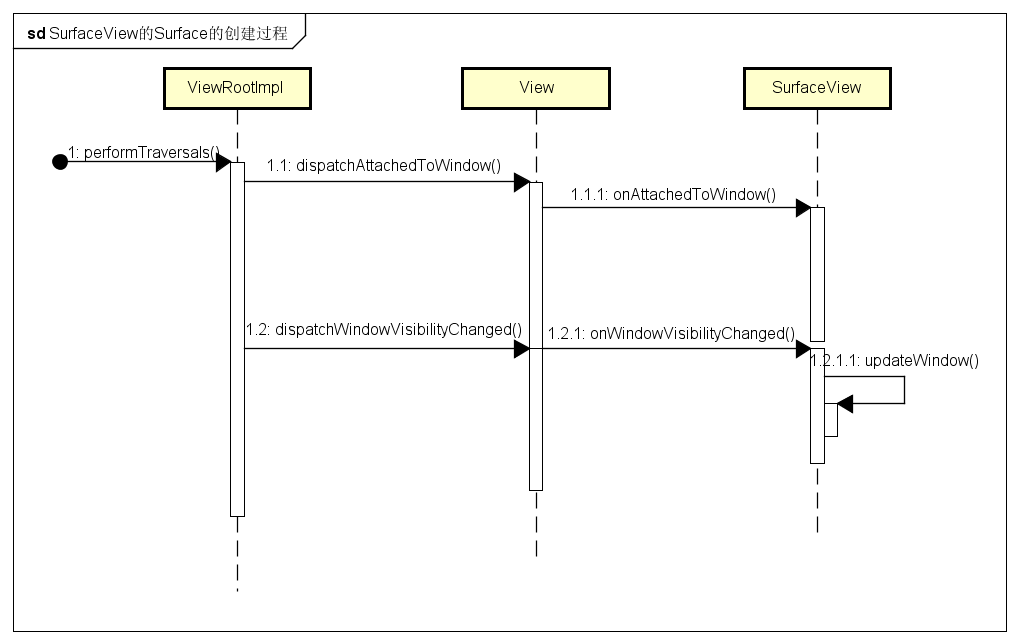 sd SurfaceView的Surface的创建过程
ViewRootImpl
View
SurfaceView
1: performTraversals()
1.1: dispatchAttachedToWindow()
1.1.1: onAttachedToWindow()
1.2: dispatchWindowVisibilityChanged()
1.2.1: onWindowVisibilityChanged()
1.2.1.1: updateWindow()